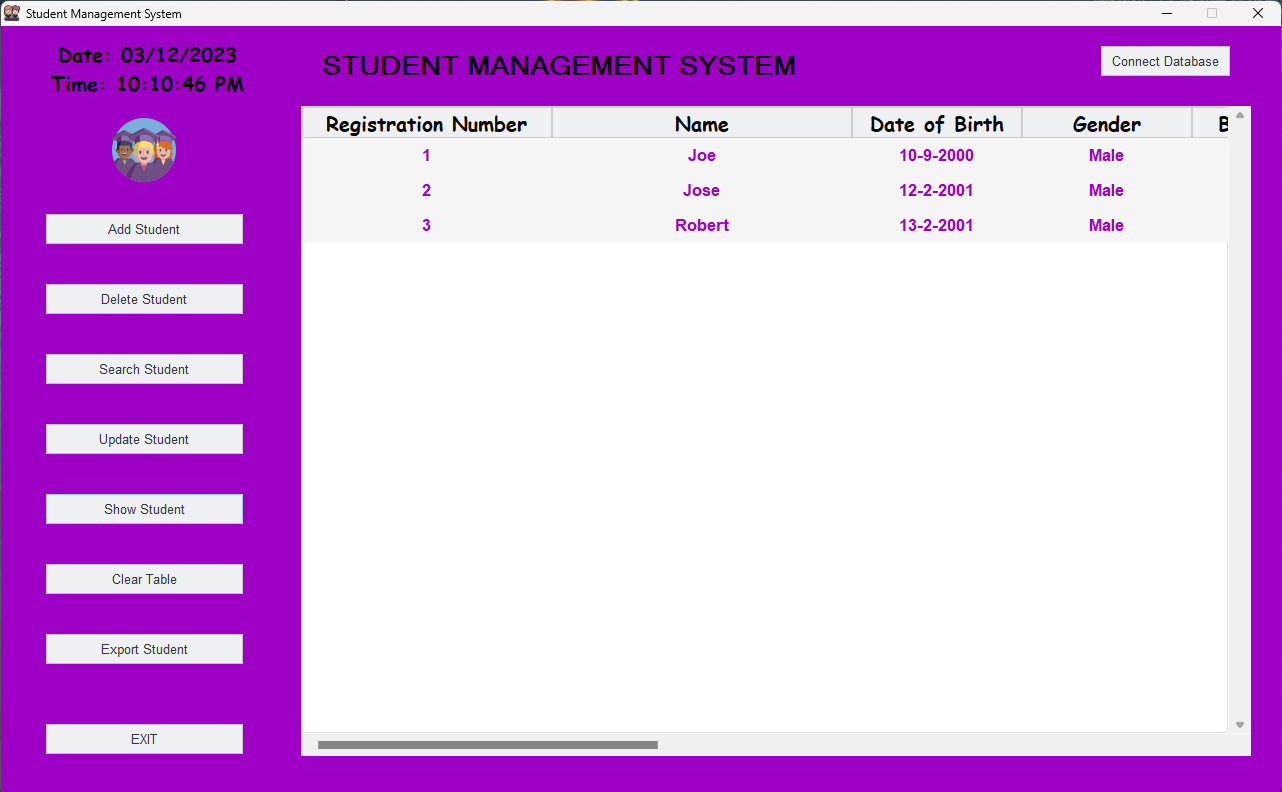 Student Management System
Date: 03/12/2023
Time: 10:10:46 PM
STUDENT MANAGEMENT SYSTEM
Connect Database
Add Student
Delete Student
Search Student
Update Student
Show Student
Clear Table
Export Student
EXIT
Registration Number Name Date of Birth Gender B
1 Joe 10-9-2000 Male
2 Jose 12-2-2001 Male
3 Robert 13-2-2001 Male